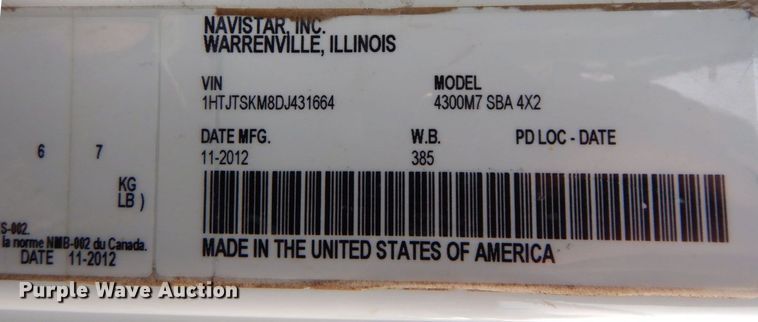 NAVISTAR, INC.
WARRENVILLE, ILLINOIS
VIN MODEL
1HTJTSKM8DJ431664 4300M7 SBA 4X2
DATE MFG. W.B. PD LOC - DATE
11-2012 385
6 7
KG
LB )
S-002.
la norme NMB-002 du Canada.
DATE 11-2012
MADE IN THE UNITED STATES OF AMERICA
Purple Wave Auction